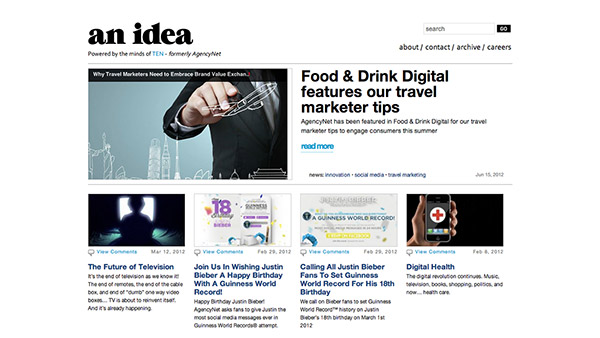 an idea
Powered by the minds of TEN - formerly AgencyNet
search
GO
about / contact / archive / careers
Why Travel Marketers Need to Embrace Brand Value Exchan..
Food & Drink Digital
features our travel
marketer tips
AgencyNet has been featured in Food & Drink Digital for our travel
marketer tips to engage consumers this summer
read more
news: innovation · social media · travel marketing
Jun 15, 2012
View Comments
Mar 12, 2012
The Future of Television
It's the end of television as we know it!
The end of remotes, the end of the cable
box, and end of "dumb" one way video
boxes... TV is about to reinvent itself.
And it's already happening.
18
Birthday
BIEBER
GUINNESS
View Comments
Feb 29, 2012
Join Us In Wishing Justin
Bieber A Happy Birthday
With A Guinness World
Record!
Happy Birthday Justin Bieber!
AgencyNet asks fans to give Justin the
most social media messages ever in
Guinness World Records® attempt.
A GUINNESS WORLD RECORD!
View Comments
Feb 29, 2012
Calling All Justin Bieber
Fans To Set Guinness
World Record For His 18th
Birthday
We call on Bieber fans to set Guinness
World Record™ history on Justin
Bieber's 18th birthday on March 1st
2012
View Comments
Feb 8, 2012
Digital Health
The digital revolution continues. Music,
television, books, shopping, politics, and
now.... health care.